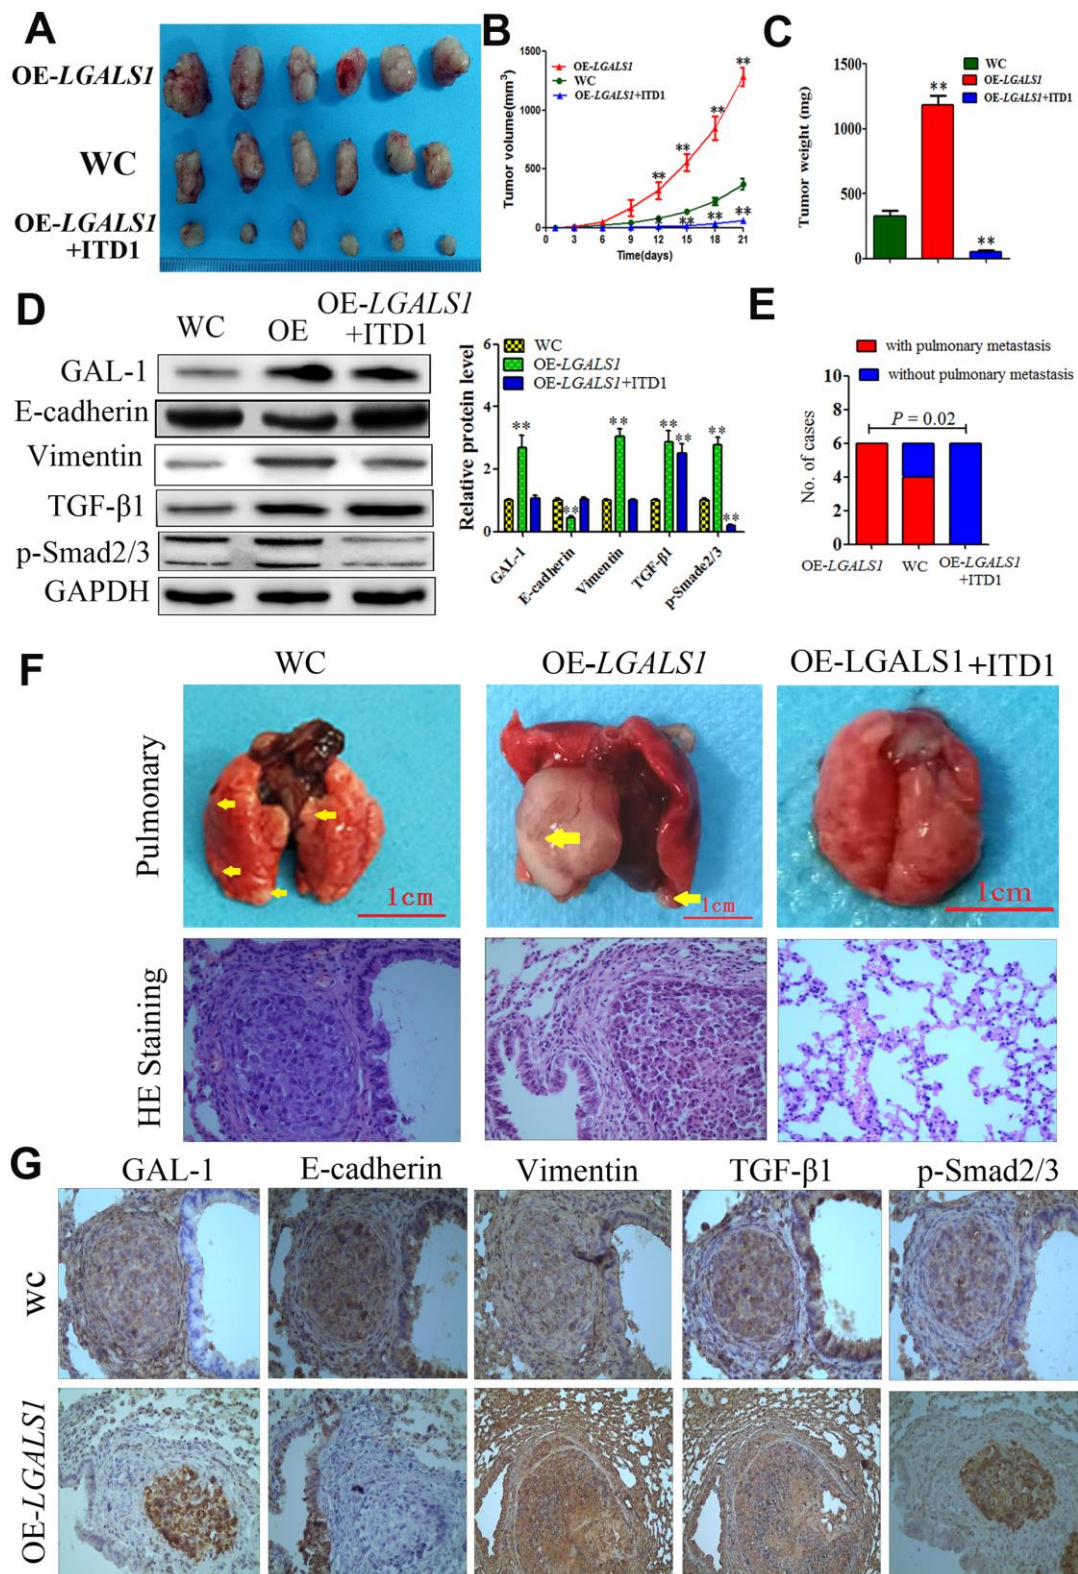 A
OE-LGALS1
WC
OE-LGALS1
+ITD1
B
Tumor volume(mm³)
1500
1000
500
0
0 3 6 9 12 15 18 21
Time(days)
OE-LGALS1
WC
OE-LGALS1+ITD1
**
**
**
**
**
**
**
**
C
Tumor weight (mg)
1500
1000
500
0
WC
OE-LGALS1
OE-LGALS1+ITD1
**
**
D
WC
OE
OE-LGALS1
+ITD1
GAL-1
E-cadherin
Vimentin
TGF-β1
p-Smad2/3
GAPDH
Relative protein level
6
4
2
0
WC
OE-LGALS1
OE-LGALS1+ITD1
**
**
**
**
**
**
**
GAL-1
E-cadherin
Vimentin
TGF-β1
p-Smade2/3
E
with pulmonary metastasis
without pulmonary metastasis
No. of cases
10
8
6
4
2
0
P = 0.02
OE-LGALS1
WC
OE-LGALS1
+ITD1
F
WC
OE-LGALS1
OE-LGALS1+ITD1
Pulmonary
1cm
1cm
1cm
HE Staining
G
GAL-1
E-cadherin
Vimentin
TGF-β1
p-Smad2/3
WC
OE-LGALS1